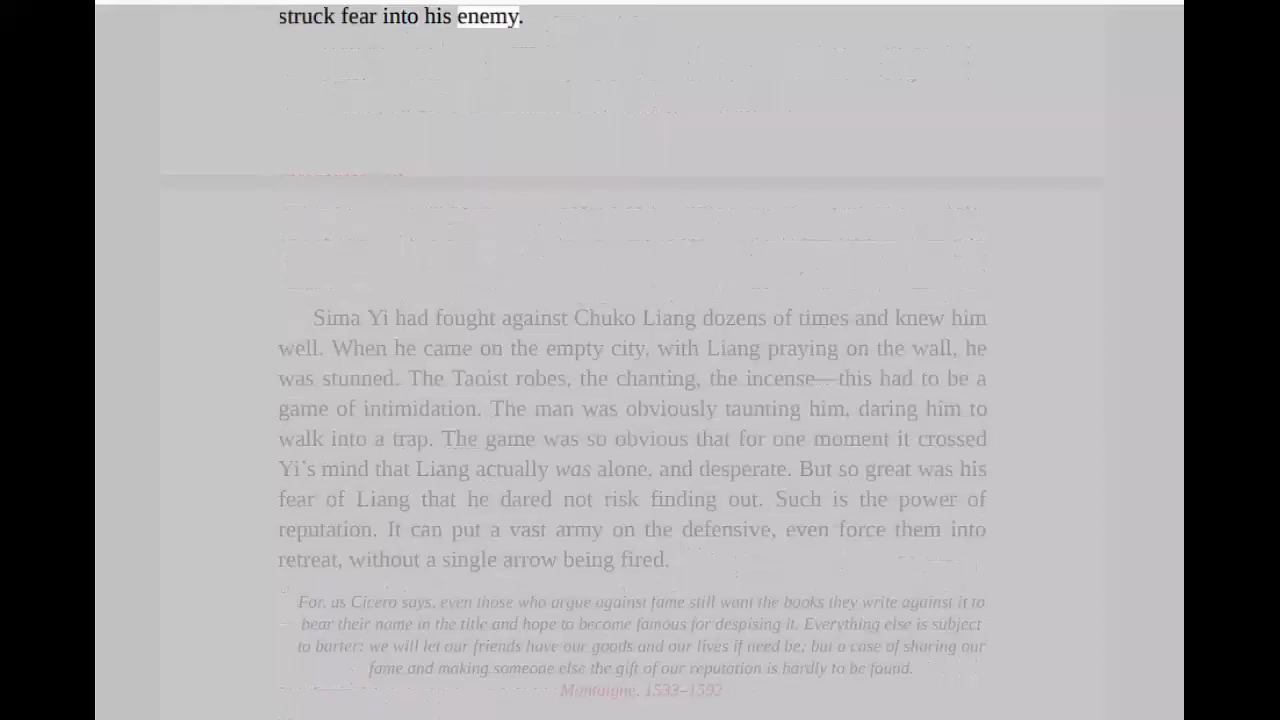 struck fear into his enemy.
Sima Yi had fought against Chuko Liang dozens of times and knew him
well. When he came on the empty city, with Liang praying on the wall, he
was stunned. The Taoist robes, the chanting, the incense—this had to be a
game of intimidation. The man was obviously taunting him, daring him to
walk into a trap. The game was so obvious that for one moment it crossed
Yi's mind that Liang actually was alone, and desperate. But so great was his
fear of Liang that he dared not risk finding out. Such is the power of
reputation. It can put a vast army on the defensive, even force them into
retreat, without a single arrow being fired.
For, as Cicero says, even those who argue against fame still want the books they write against it to
bear their name in the title and hope to become famous for despising it. Everything else is subject
to barter: we will let our friends have our goods and our lives if need be; but a case of sharing our
fame and making someone else the gift of our reputation is hardly to be found.
Montaigne, 1533–1592